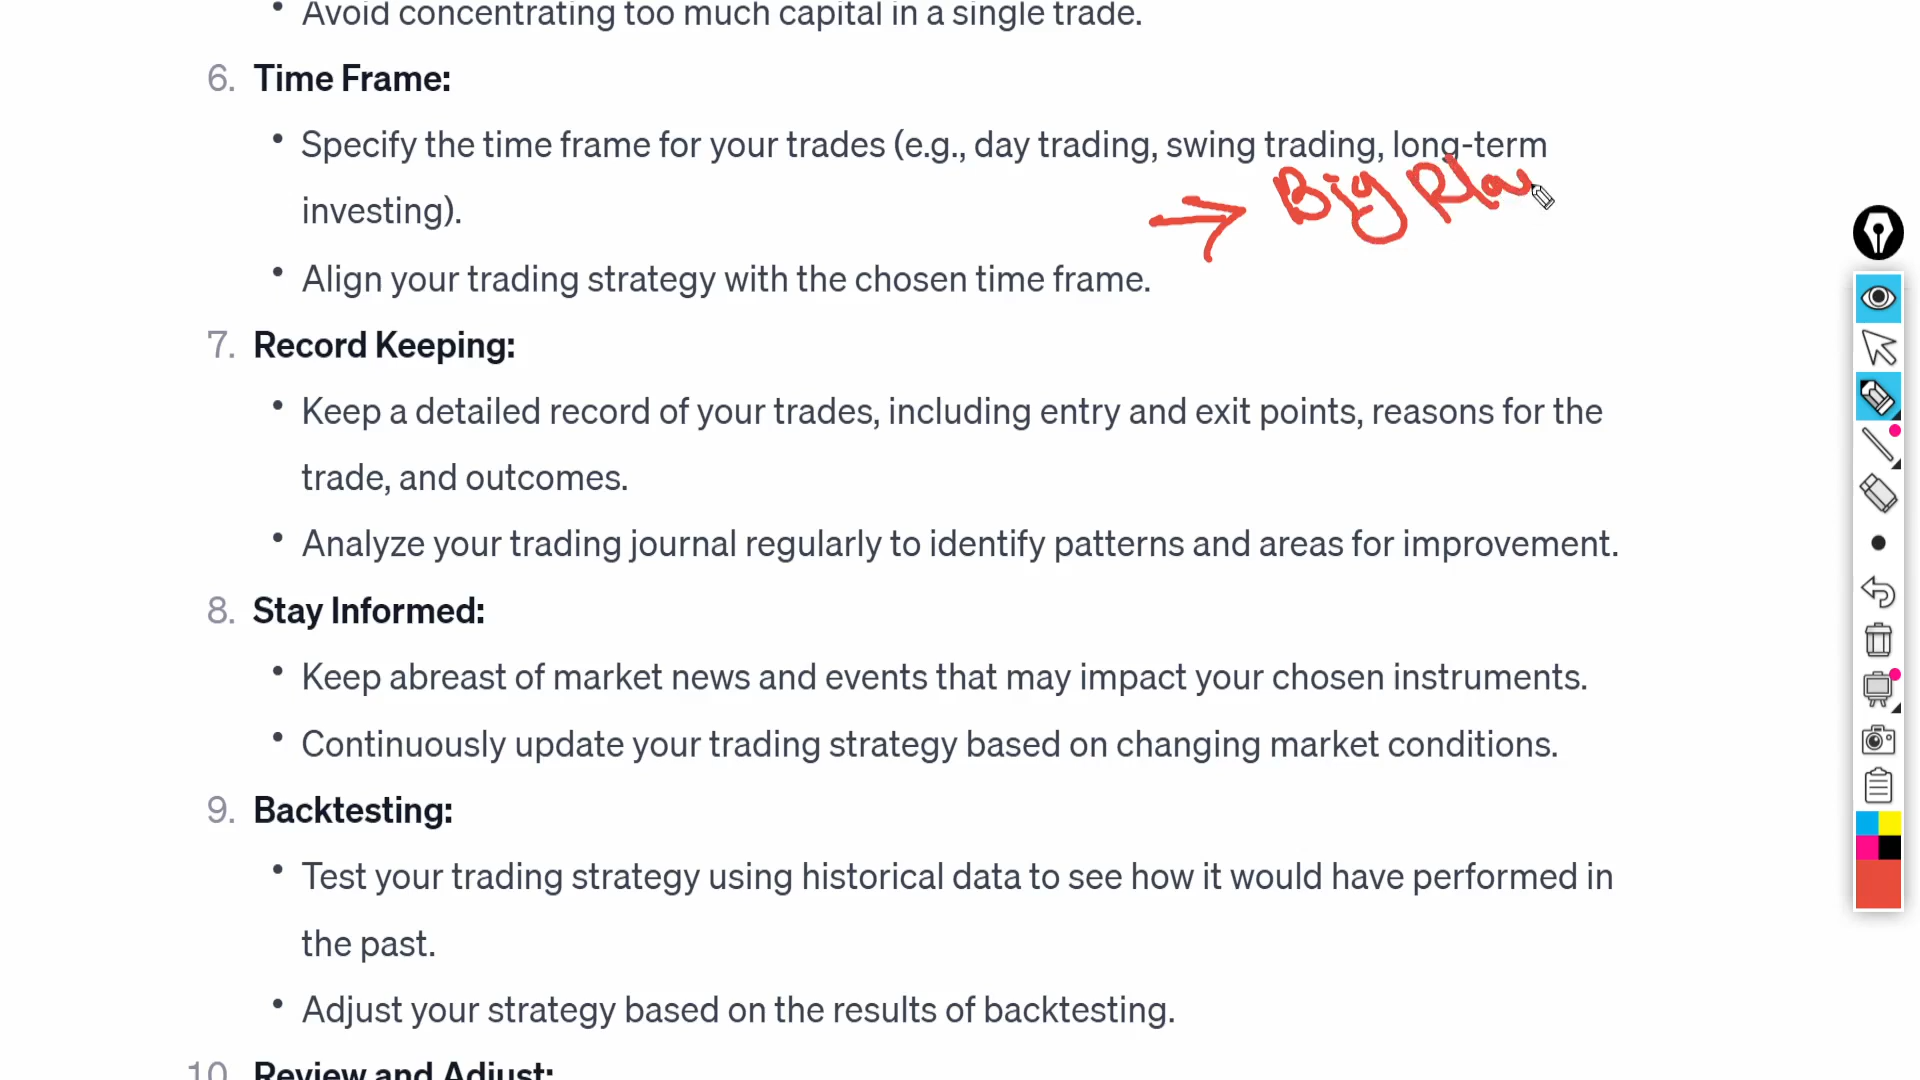 • Avoid concentrating too much capital in a single trade.
6. Time Frame:
• Specify the time frame for your trades (e.g., day trading, swing trading, long-term
investing).
→ Big Play
• Align your trading strategy with the chosen time frame.
7. Record Keeping:
• Keep a detailed record of your trades, including entry and exit points, reasons for the
trade, and outcomes.
• Analyze your trading journal regularly to identify patterns and areas for improvement.
8. Stay Informed:
• Keep abreast of market news and events that may impact your chosen instruments.
• Continuously update your trading strategy based on changing market conditions.
9. Backtesting:
• Test your trading strategy using historical data to see how it would have performed in
the past.
• Adjust your strategy based on the results of backtesting.
10. Review and Adjust: